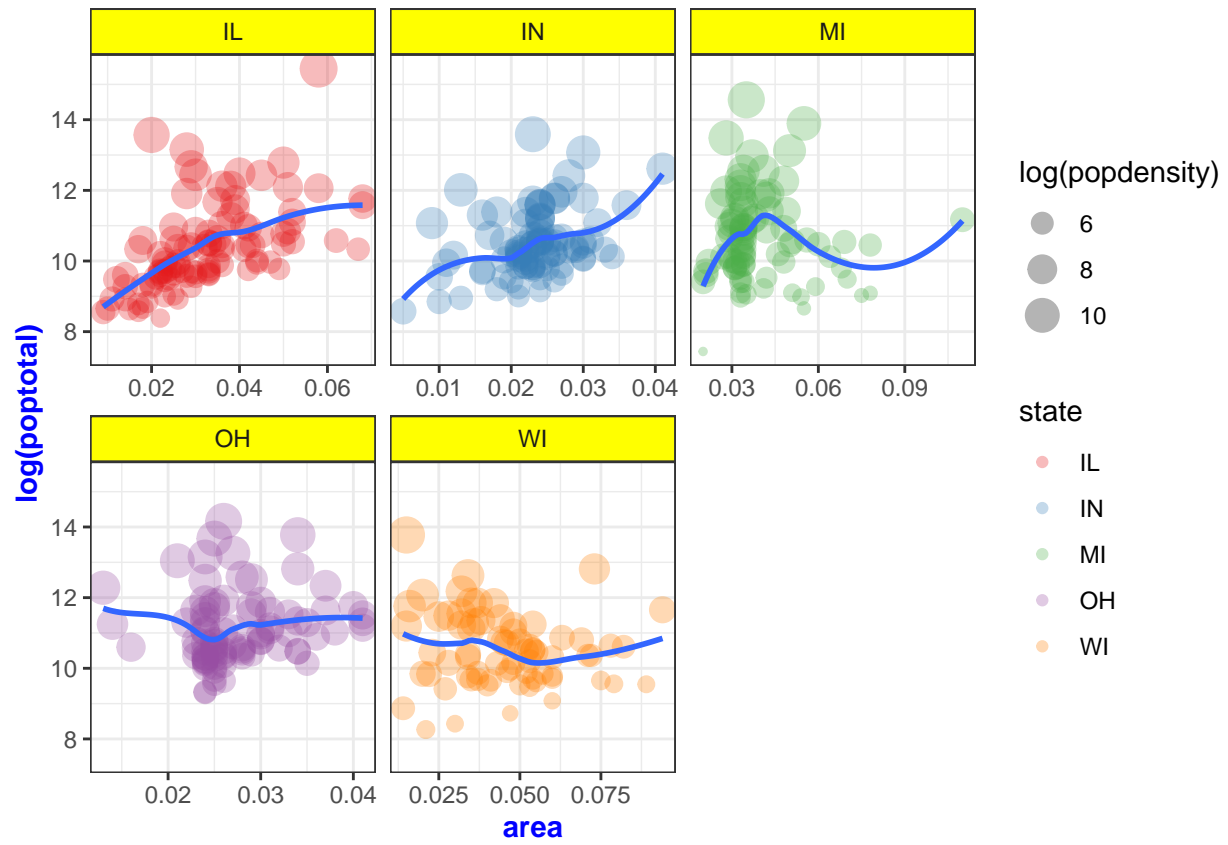 IL
IN
MI
14
12
10
8
0.02 0.04 0.06
0.01 0.02 0.03 0.04
0.03 0.06 0.09
OH
WI
14
12
10
8
0.02 0.03 0.04
0.025 0.050 0.075
log(poptotal)
area
log(popdensity)
6
8
10
state
IL
IN
MI
OH
WI